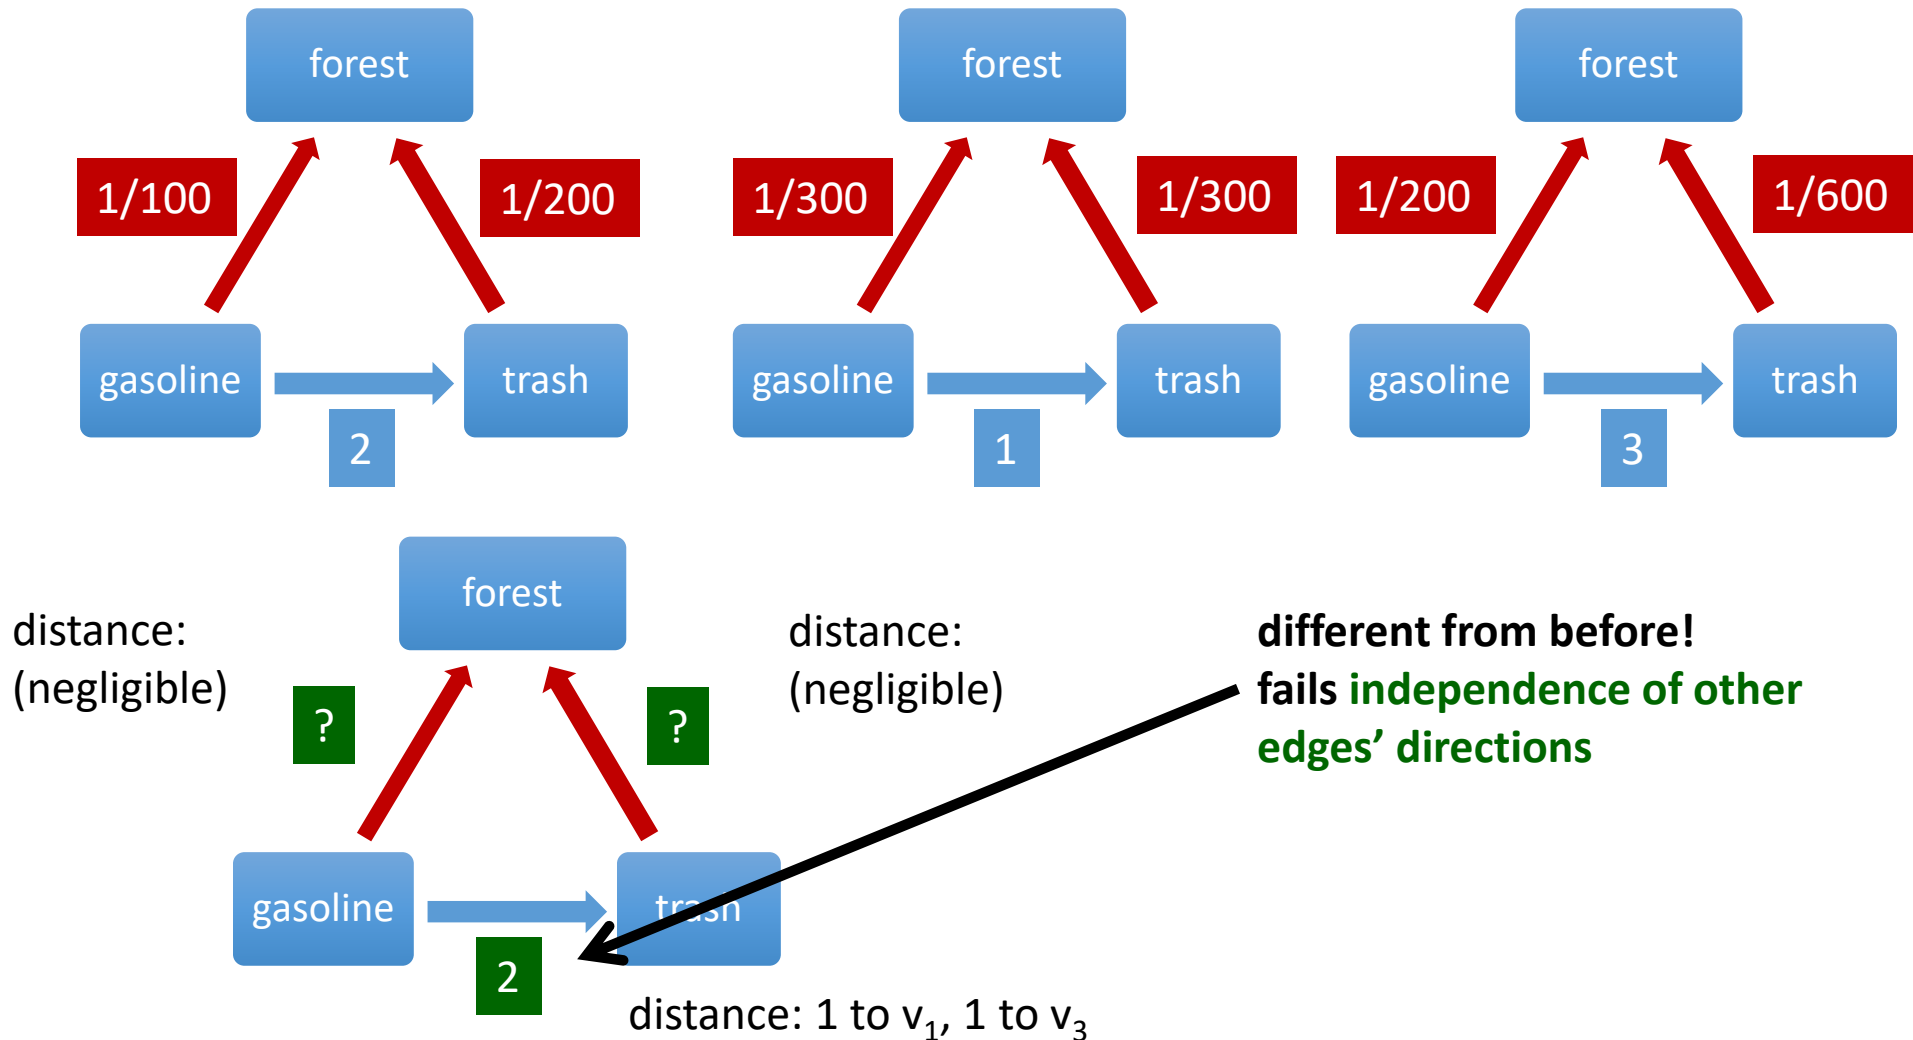 forest
forest
forest
1/100
1/200
1/300
1/300
1/200
1/600
gasoline
trash
gasoline
trash
gasoline
trash
2
1
3
forest
distance:
(negligible)
?
?
distance:
(negligible)
different from before!
fails independence of other
edges’ directions
gasoline
trash
2
distance: 1 to v₁, 1 to v₃